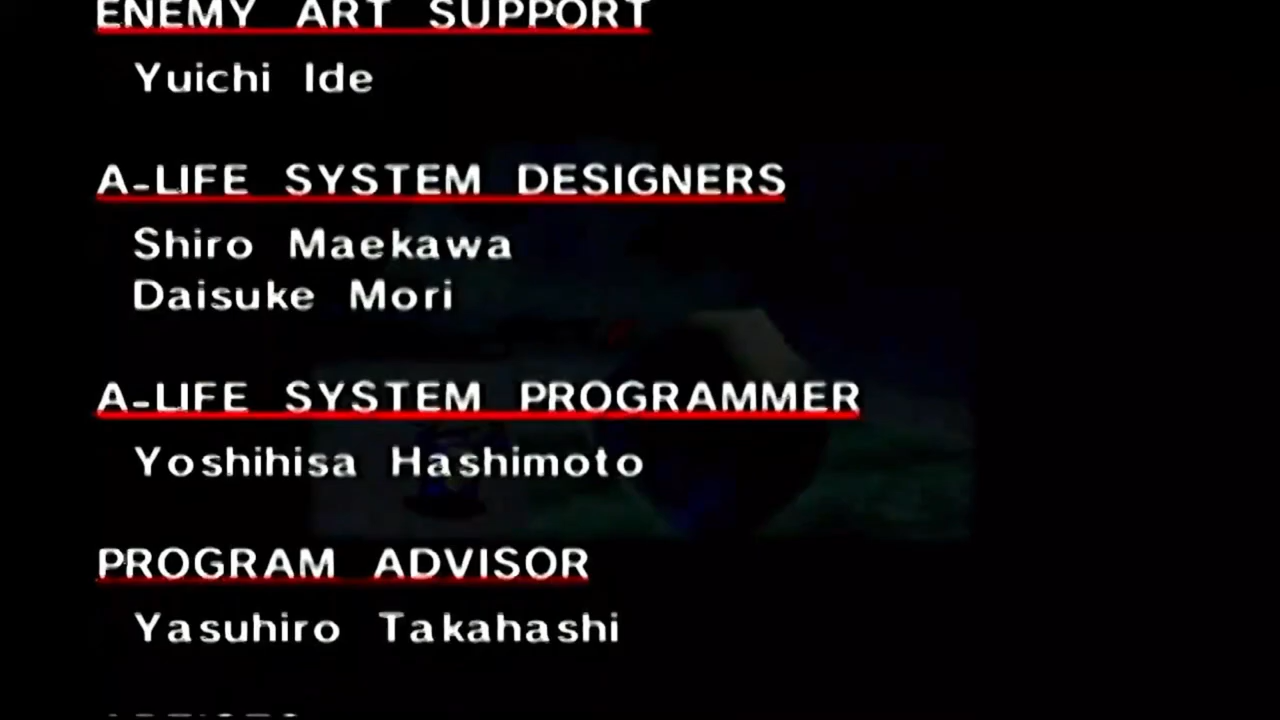 ENEMY ART SUPPORT
Yuichi Ide
A-LIFE SYSTEM DESIGNERS
Shiro Maekawa
Daisuke Mori
A-LIFE SYSTEM PROGRAMMER
Yoshihisa Hashimoto
PROGRAM ADVISOR
Yasuhiro Takahashi